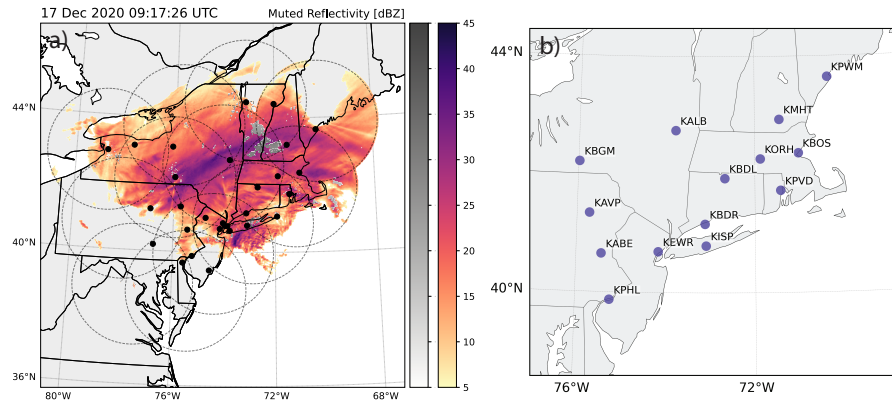 17 Dec 2020 09:17:26 UTC
Muted Reflectivity [dBZ]
a)
44°N
40°N
36°N
80°W
76°W
72°W
68°W
45
40
35
30
25
20
15
10
5
b)
44°N
40°N
76°W
72°W
KPWM
KMHT
KALB
KBOS
KORH
KBGM
KBDL
KPVD
KAVP
KBDR
KISP
KEWR
KABE
KPHL